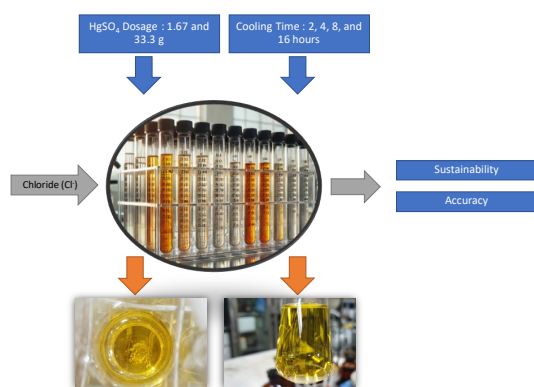 HgSO₄ Dosage : 1.67 and
33.3 g
Cooling Time : 2, 4, 8, and
16 hours
Chloride (Cl⁻)
Sustainability
Accuracy